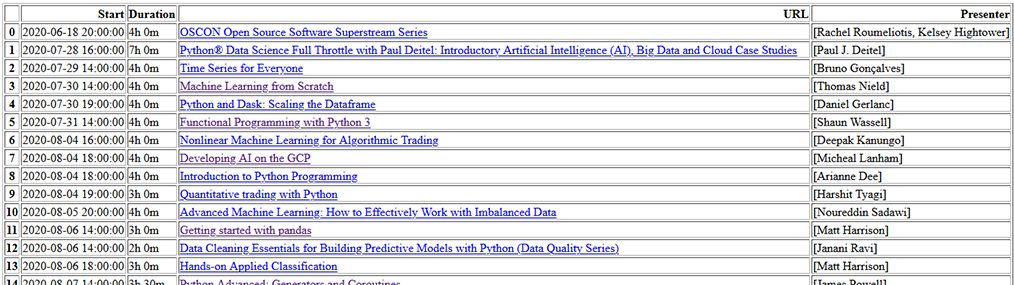 Start Duration URL Presenter
0 2020-06-18 20:00:00 4h 0m OSCON Open Source Software Superstream Series [Rachel Roumeliotis, Kelsey Hightower]
1 2020-07-28 16:00:00 7h 0m Python® Data Science Full Throttle with Paul Deitel: Introductory Artificial Intelligence (AI), Big Data and Cloud Case Studies [Paul J. Deitel]
2 2020-07-29 14:00:00 4h 0m Time Series for Everyone [Bruno Gonçalves]
3 2020-07-30 14:00:00 4h 0m Machine Learning from Scratch [Thomas Nield]
4 2020-07-30 19:00:00 4h 0m Python and Dask: Scaling the Dataframe [Daniel Gerlanc]
5 2020-07-31 14:00:00 4h 0m Functional Programming with Python 3 [Shaun Wassell]
6 2020-08-04 16:00:00 4h 0m Nonlinear Machine Learning for Algorithmic Trading [Deepak Kanungo]
7 2020-08-04 18:00:00 4h 0m Developing AI on the GCP [Micheal Lanham]
8 2020-08-04 18:00:00 4h 0m Introduction to Python Programming [Arianne Dee]
9 2020-08-04 19:00:00 3h 0m Quantitative trading with Python [Harshit Tyagi]
10 2020-08-05 20:00:00 4h 0m Advanced Machine Learning: How to Effectively Work with Imbalanced Data [Noureddin Sadawi]
11 2020-08-06 14:00:00 3h 0m Getting started with pandas [Matt Harrison]
12 2020-08-06 14:00:00 2h 0m Data Cleaning Essentials for Building Predictive Models with Python (Data Quality Series) [Janani Ravi]
13 2020-08-06 18:00:00 3h 0m Hands-on Applied Classification [Matt Harrison]
14 2020-08-07 14:00:00 3h 30m Python Advanced: Generators and Coroutines [James Powell]